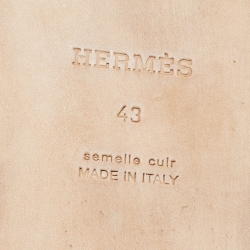 HERMÈS
43
semelle cuir
MADE IN ITALY